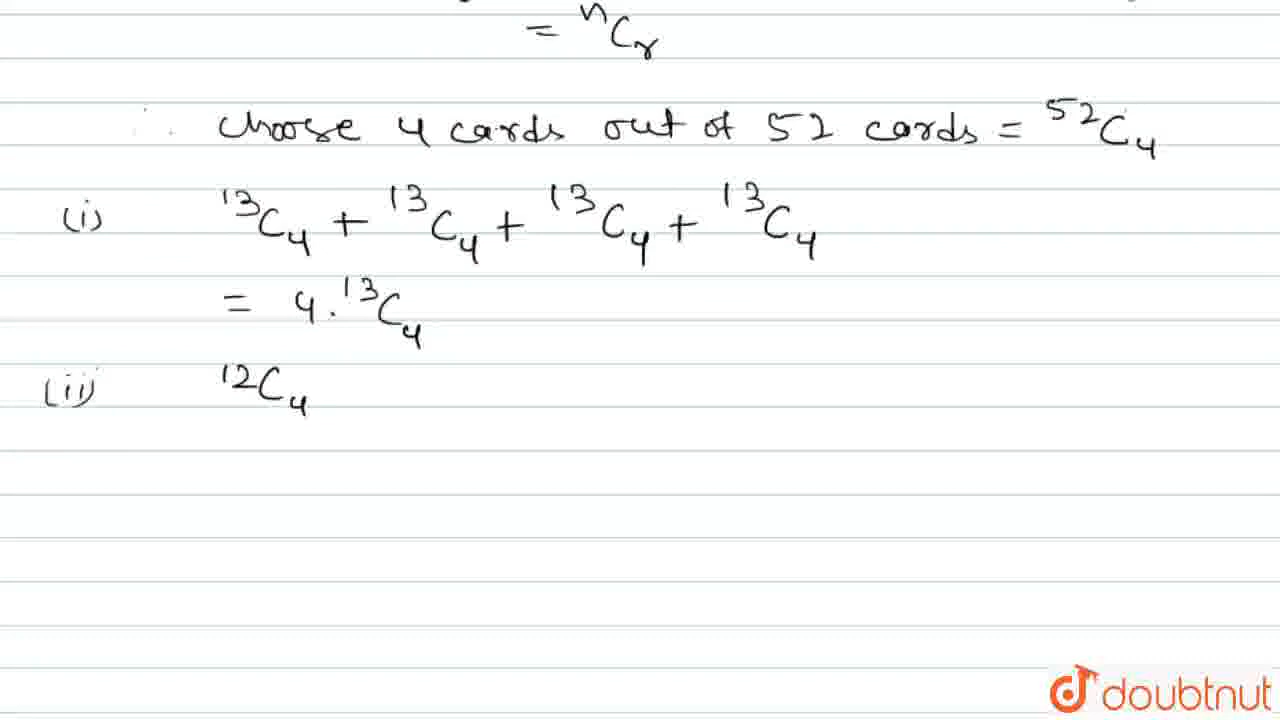 = ⁿCᵣ
∴ choose 4 cards out of 52 cards = ⁵²C₄
(i) ¹³C₄ + ¹³C₄ + ¹³C₄ + ¹³C₄
= 4 . ¹³C₄
(ii) ¹²C₄
doubtnut